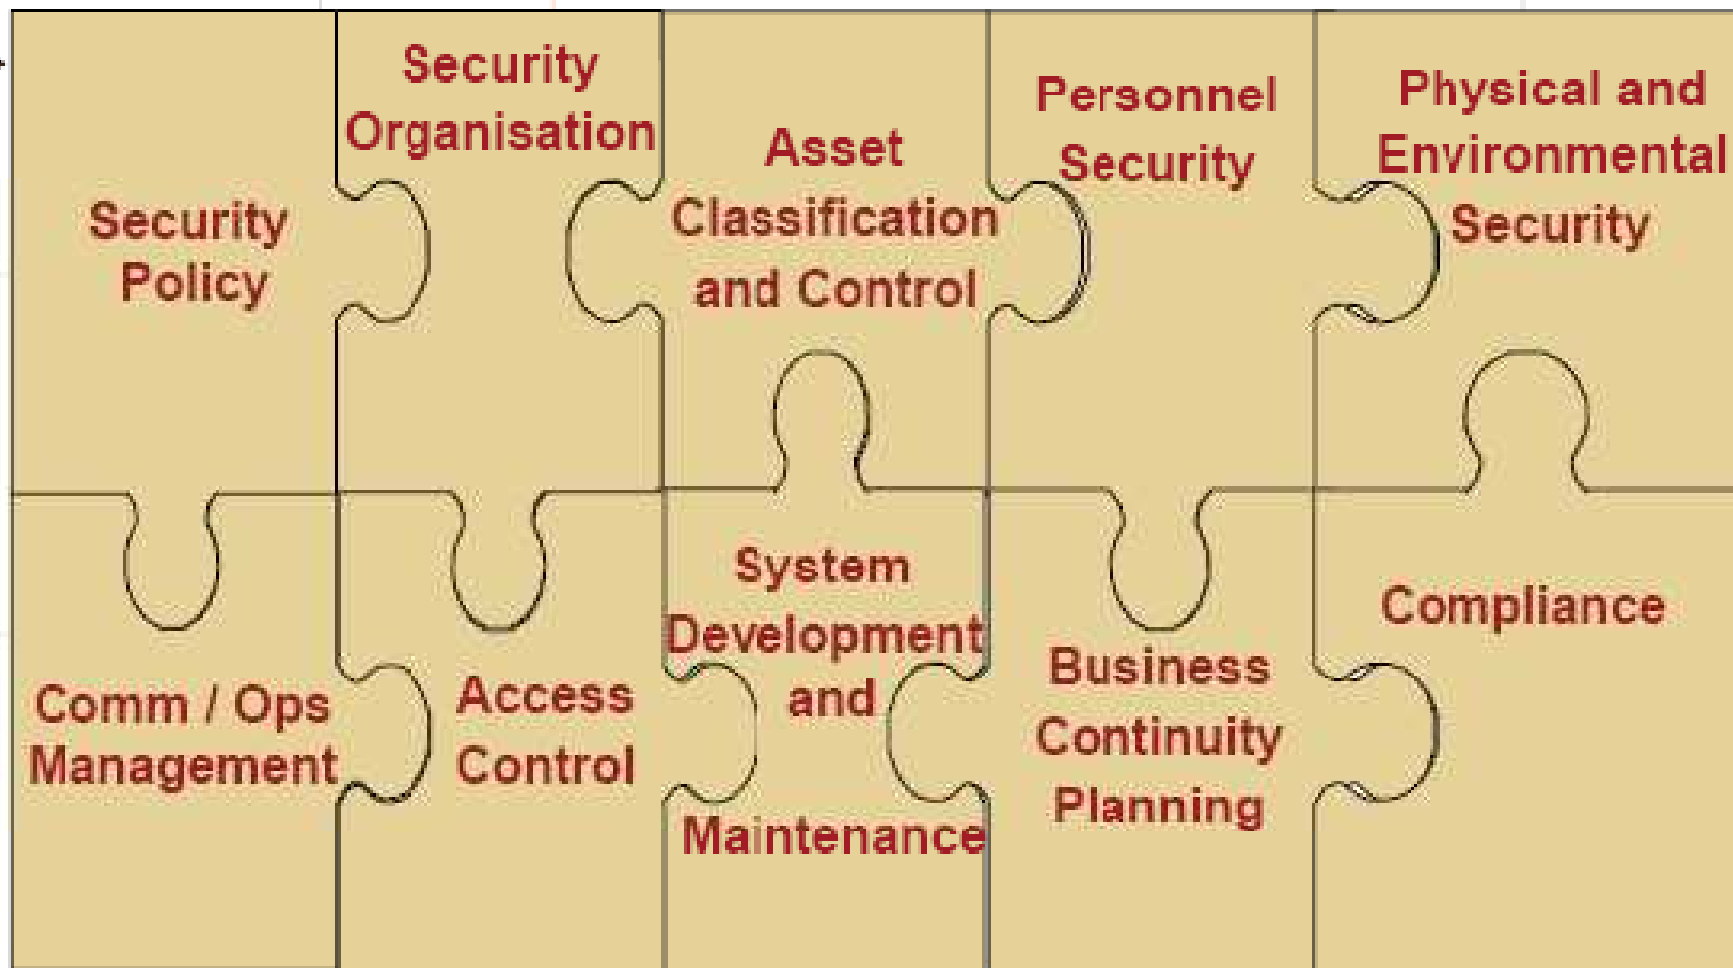 Security
Policy
Security
Organisation
Asset
Classification
and Control
Personnel
Security
Physical and
Environmental
Security
Comm / Ops
Management
Access
Control
System
Development
and
Maintenance
Business
Continuity
Planning
Compliance